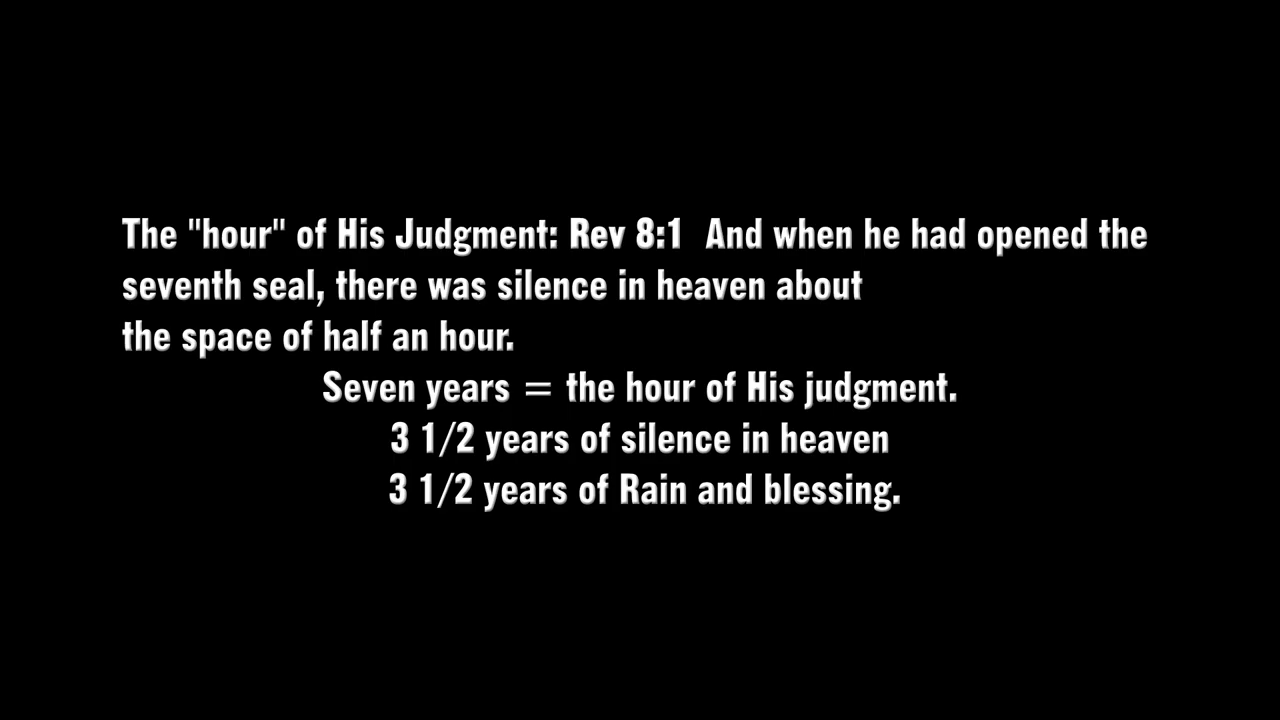 The "hour" of His Judgment: Rev 8:1  And when he had opened the
seventh seal, there was silence in heaven about
the space of half an hour.
Seven years = the hour of His judgment.
3 1/2 years of silence in heaven
3 1/2 years of Rain and blessing.